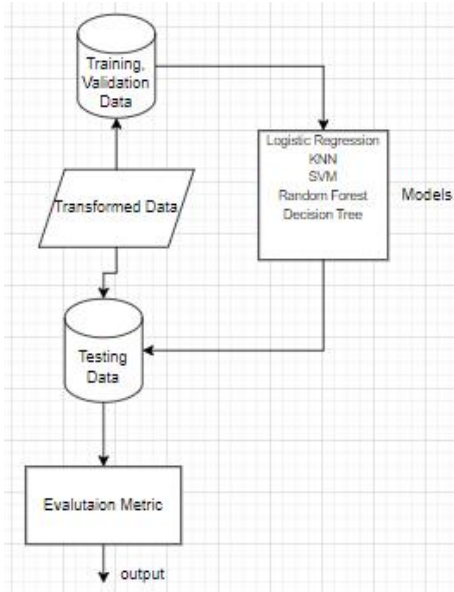 Training,
Validation
Data
Logistic Regression
KNN
SVM
Random Forest
Decision Tree
Models
Transformed Data
Testing
Data
Evalutaion Metric
output